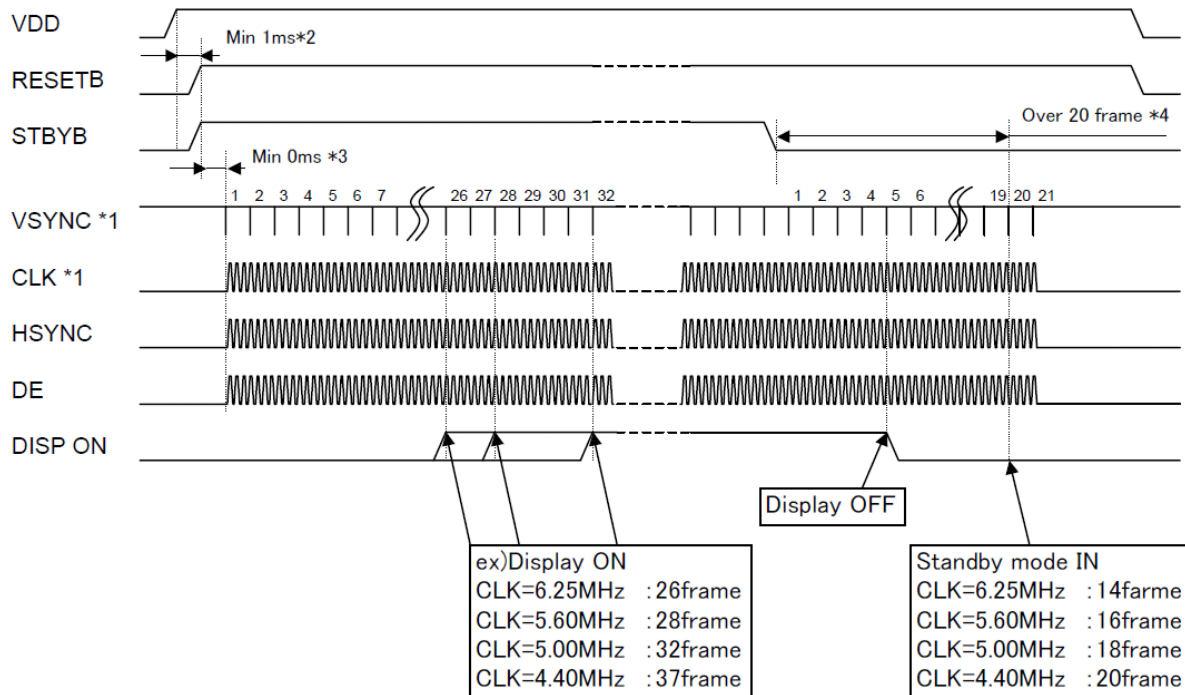 VDD
Min 1ms*2
RESETB
STBYB
Over 20 frame *4
Min 0ms *3
1 2 3 4 5 6 7 26 27 28 29 30 31 32 1 2 3 4 5 6 19 20 21
VSYNC *1
CLK *1
HSYNC
DE
DISP ON
Display OFF
ex)Display ON
CLK=6.25MHz :26frame
CLK=5.60MHz :28frame
CLK=5.00MHz :32frame
CLK=4.40MHz :37frame
Standby mode IN
CLK=6.25MHz :14farme
CLK=5.60MHz :16frame
CLK=5.00MHz :18frame
CLK=4.40MHz :20frame